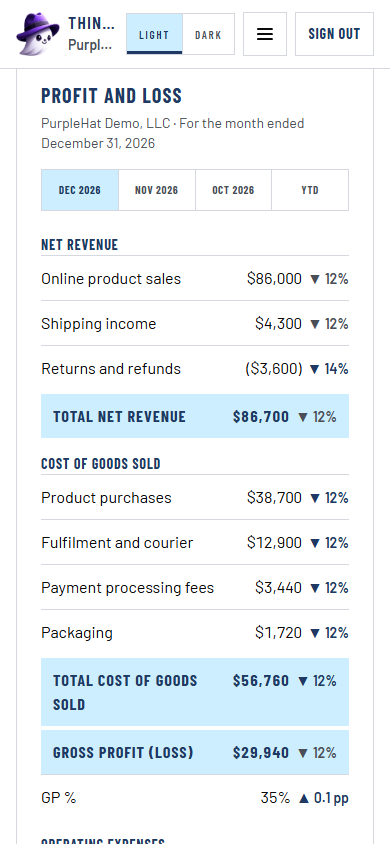 THIN...
Purpl...
LIGHT
DARK
SIGN OUT
PROFIT AND LOSS
PurpleHat Demo, LLC · For the month ended
December 31, 2026
DEC 2026
NOV 2026
OCT 2026
YTD
NET REVENUE
Online product sales $86,000 ▼ 12%
Shipping income $4,300 ▼ 12%
Returns and refunds ($3,600) ▼ 14%
TOTAL NET REVENUE $86,700 ▼ 12%
COST OF GOODS SOLD
Product purchases $38,700 ▼ 12%
Fulfilment and courier $12,900 ▼ 12%
Payment processing fees $3,440 ▼ 12%
Packaging $1,720 ▼ 12%
TOTAL COST OF GOODS $56,760 ▼ 12%
SOLD
GROSS PROFIT (LOSS) $29,940 ▼ 12%
GP % 35% ▲ 0.1 pp
OPERATING EXPENSES